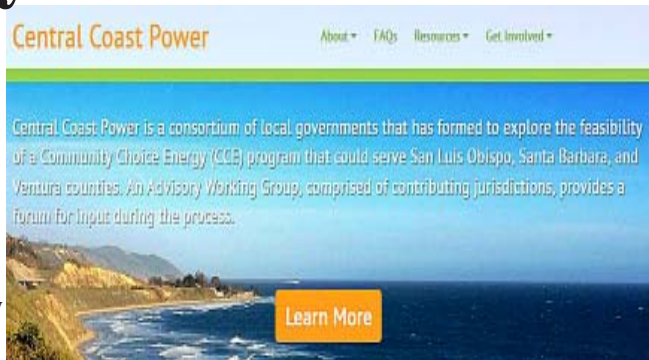 Central Coast Power
About FAQs Resources Get Involved
Central Coast Power is a consortium of local governments that has formed to explore the feasibility
of a Community Choice Energy (CCE) program that could serve San Luis Obispo, Santa Barbara, and
Ventura counties. An Advisory Working Group, comprised of contributing jurisdictions, provides a
forum for input during the process.
Learn More